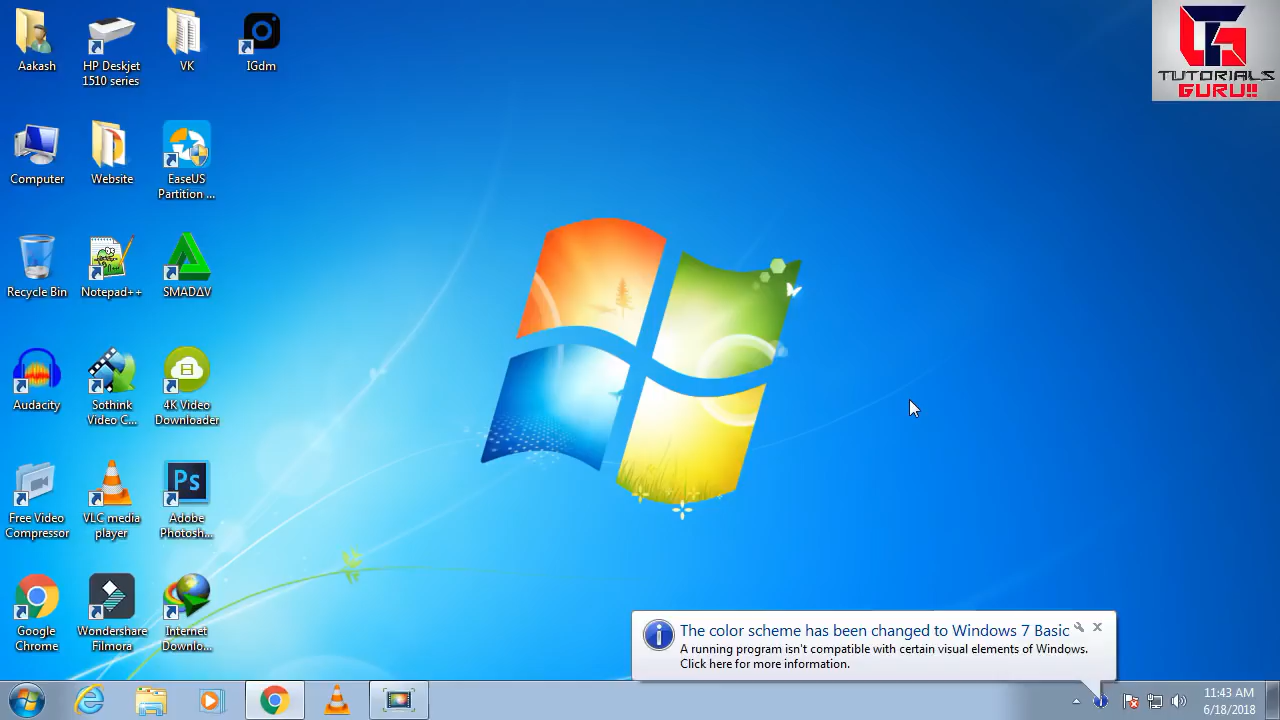 Aakash
HP Deskjet
1510 series
VK
IGdm
TUTORIALS
GURU!!
Computer
Website
EaseUS
Partition ...
Recycle Bin
Notepad++
SMADΔV
Audacity
Sothink
Video C...
4K Video
Downloader
Free Video
Compressor
VLC media
player
Ps
Adobe
Photosh...
Google
Chrome
Wondershare
Filmora
Internet
Downlo...
The color scheme has been changed to Windows 7 Basic
A running program isn't compatible with certain visual elements of Windows.
Click here for more information.
11:43 AM
6/18/2018